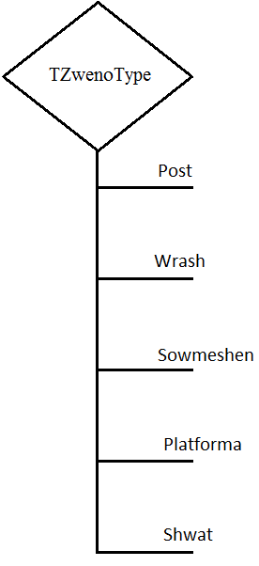 TZwenoType
Post
Wrash
Sowmeshen
Platforma
Shwat